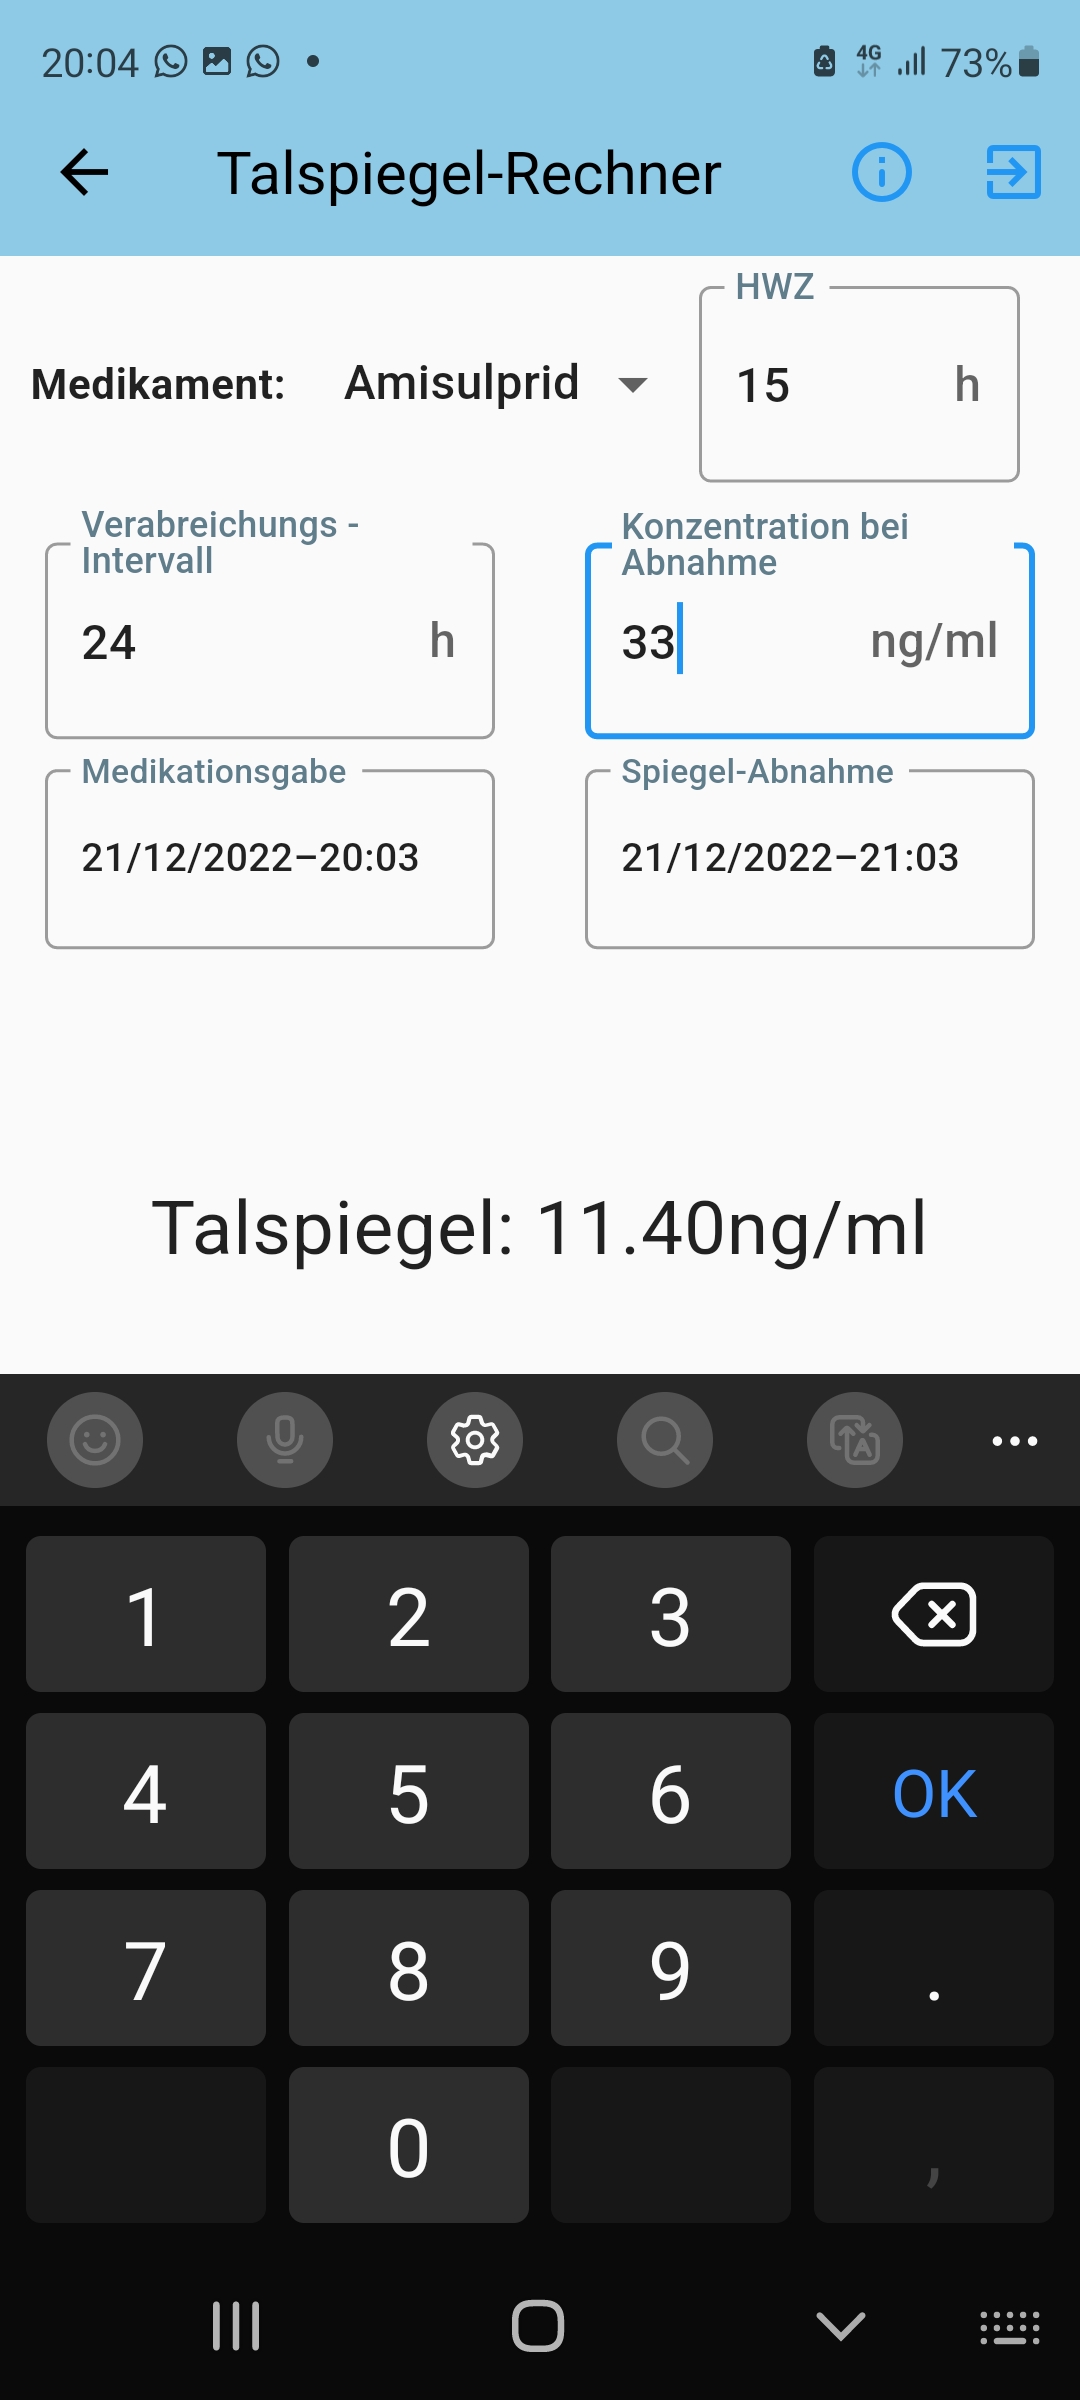 20:04
4G 73%
Talspiegel-Rechner
HWZ
Medikament: Amisulprid 15 h
Verabreichungs -
Intervall
24 h
Konzentration bei
Abnahme
33 ng/ml
Medikationsgabe
21/12/2022–20:03
Spiegel-Abnahme
21/12/2022–21:03
Talspiegel: 11.40ng/ml
A
1 2 3
4 5 6 OK
7 8 9 .
0 ,